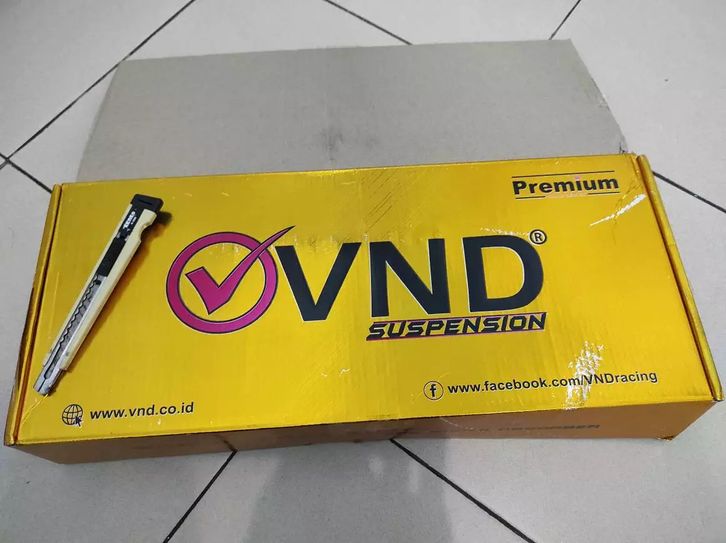 Premium
VND®
SUSPENSION
www.facebook.com/VNDracing
www.vnd.co.id